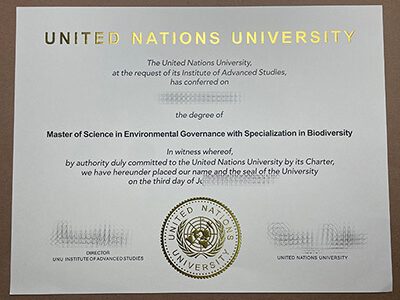 UNITED NATIONS UNIVERSITY
The United Nations University,
at the request of its Institute of Advanced Studies,
has conferred on
the degree of
Master of Science in Environmental Governance with Specialization in Biodiversity
In witness whereof,
by authority duly committed to the United Nations University by its Charter,
we have hereunder placed our name and the seal of the University
on the third day of
UNITED NATIONS
UNIVERSITY
DIRECTOR
UNU INSTITUTE OF ADVANCED STUDIES
UNITED NATIONS UNIVERSITY